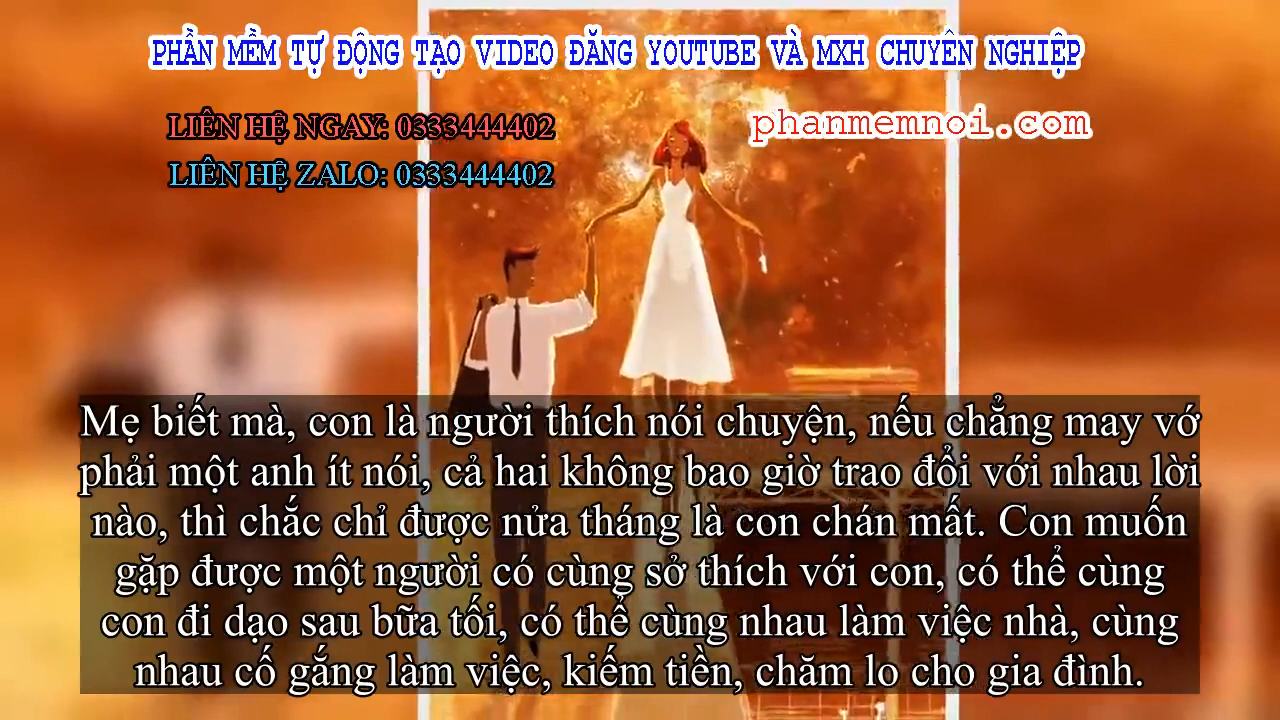 PHẦN MỀM TỰ ĐỘNG TẠO VIDEO ĐĂNG YOUTUBE VÀ MXH CHUYÊN NGHIỆP
LIÊN HỆ NGAY: 0333444402
phanmemnoi.com
LIÊN HỆ ZALO: 0333444402
Mẹ biết mà, con là người thích nói chuyện, nếu chẳng may vớ
phải một anh ít nói, cả hai không bao giờ trao đổi với nhau lời
nào, thì chắc chỉ được nửa tháng là con chán mất. Con muốn
gặp được một người có cùng sở thích với con, có thể cùng
con đi dạo sau bữa tối, có thể cùng nhau làm việc nhà, cùng
nhau cố gắng làm việc, kiếm tiền, chăm lo cho gia đình.